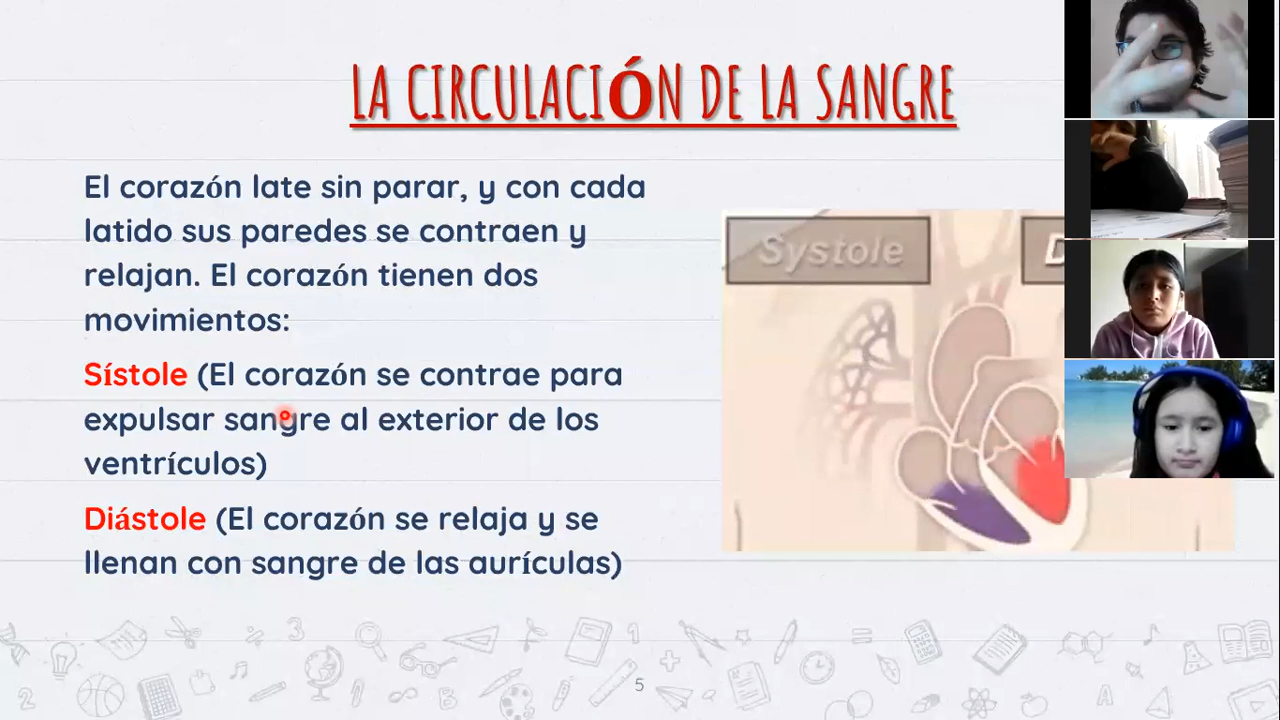 LA CIRCULACIÓN DE LA SANGRE
El corazón late sin parar, y con cada
latido sus paredes se contraen y
relajan. El corazón tienen dos
movimientos:
Sístole (El corazón se contrae para
expulsar sangre al exterior de los
ventrículos)
Diástole (El corazón se relaja y se
llenan con sangre de las aurículas)
Systole
D
5